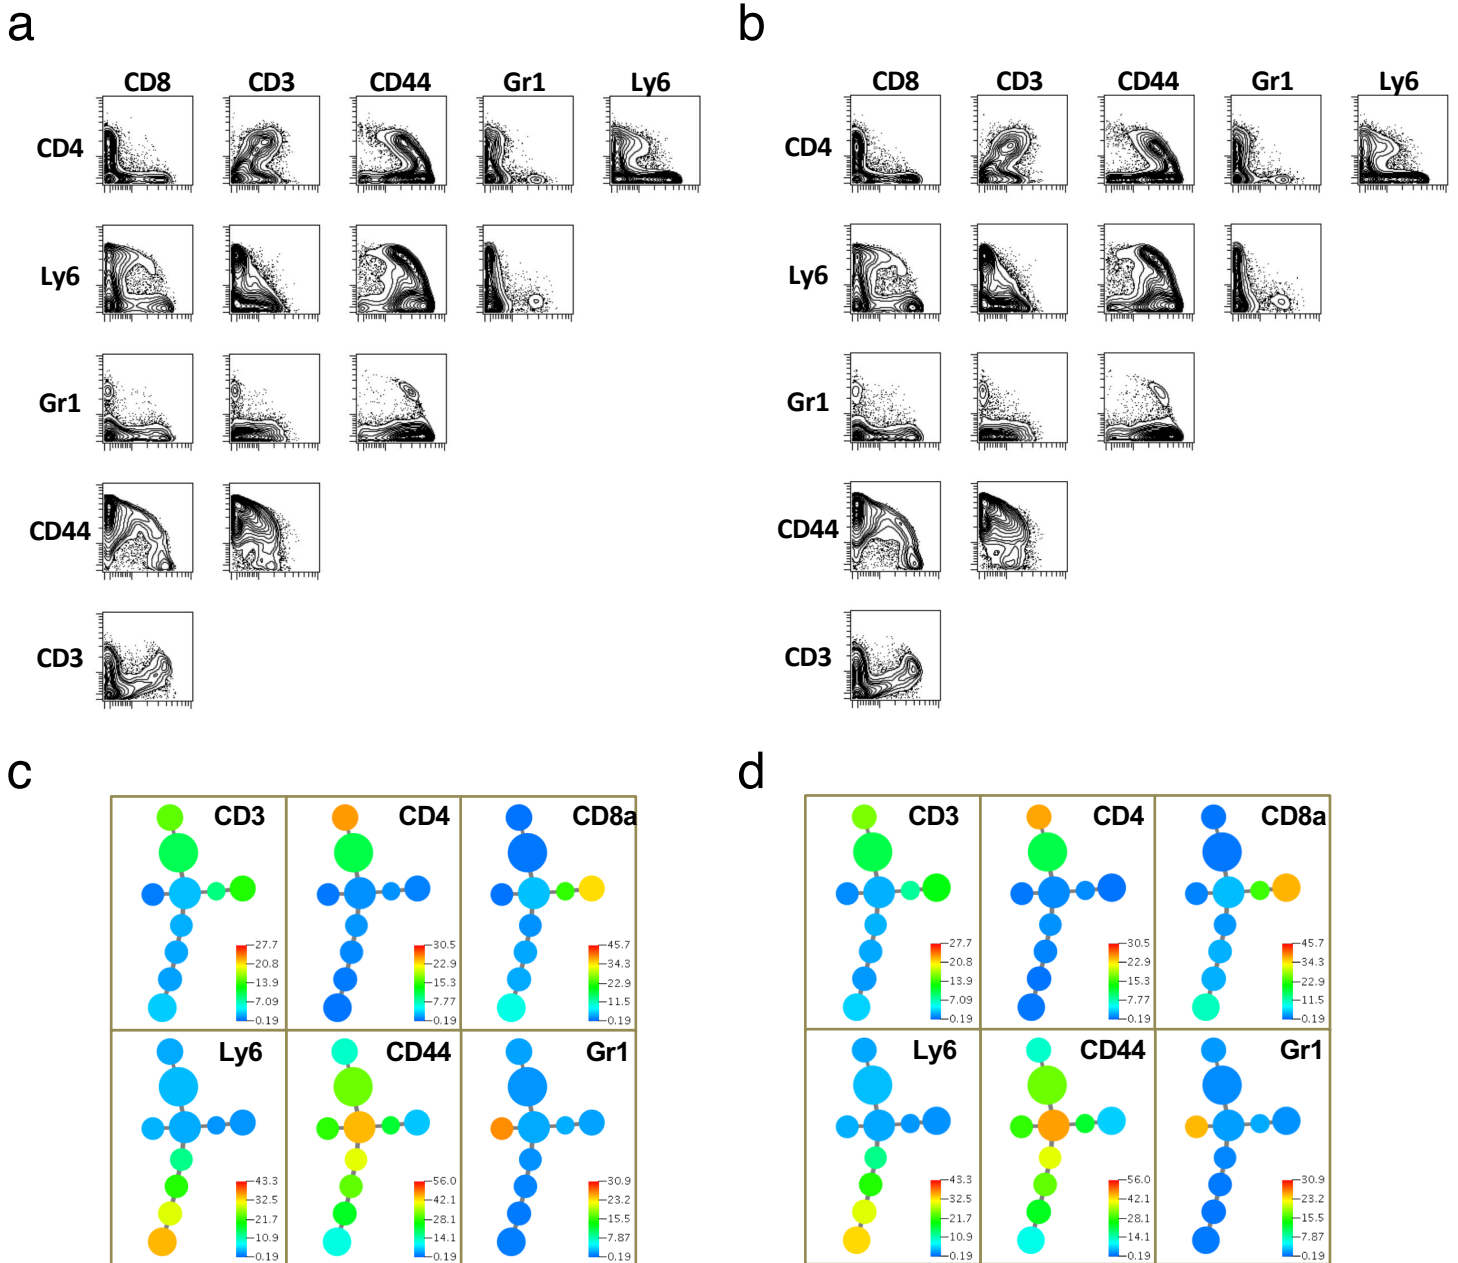 a
b
CD8 CD3 CD44 Gr1 Ly6
CD8 CD3 CD44 Gr1 Ly6
CD4
CD4
Ly6
Ly6
Gr1
Gr1
CD44
CD44
CD3
CD3
c
d
CD3
27.7
20.8
13.9
7.09
0.19
CD4
30.5
22.9
15.3
7.77
0.19
CD8a
45.7
34.3
22.9
11.5
0.19
Ly6
43.3
32.5
21.7
10.9
0.19
CD44
56.0
42.1
28.1
14.1
0.19
Gr1
30.9
23.2
15.5
7.87
0.19
CD3
27.7
20.8
13.9
7.09
0.19
CD4
30.5
22.9
15.3
7.77
0.19
CD8a
45.7
34.3
22.9
11.5
0.19
Ly6
43.3
32.5
21.7
10.9
0.19
CD44
56.0
42.1
28.1
14.1
0.19
Gr1
30.9
23.2
15.5
7.87
0.19